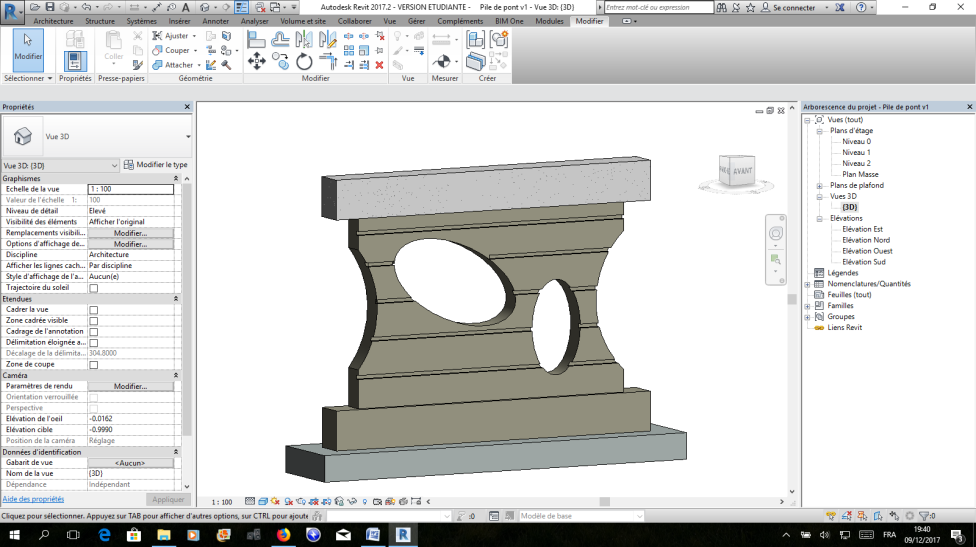 Autodesk Revit 2017.2 - VERSION ETUDIANTE - Pile de pont v1 - Vue 3D: {3D}
Entrez mot-clé ou expression
Se connecter
Architecture Structure Systèmes Insérer Annoter Analyser Volume et site Collaborer Vue Gérer Compléments BIM One Modules Modifier
Modifier
Coller
Ajuster
Couper
Attacher
Sélectionner Propriétés Presse-papiers Géométrie Modifier Vue Mesurer Créer
Propriétés
Vue 3D
Vue 3D: {3D}
Modifier le type
Graphismes
Echelle de la vue 1 : 100
Valeur de l'échelle 1: 100
Niveau de détail Elevé
Visibilité des éléments Afficher l'original
Remplacements visibili... Modifier...
Options d'affichage de... Modifier...
Discipline Architecture
Afficher les lignes cach... Par discipline
Style d'affichage de l'a... Aucun(e)
Trajectoire du soleil
Etendues
Cadrer la vue
Zone cadrée visible
Cadrage de l'annotation
Délimitation éloignée a...
Décalage de la délimita... 304.8000
Zone de coupe
Caméra
Paramètres de rendu Modifier...
Orientation verrouillée
Perspective
Elévation de l'oeil -0.0162
Elévation cible -0.9990
Position de la caméra Réglage
Données d'identification
Gabarit de vue <Aucun>
Nom de la vue {3D}
Dépendance Indépendant
Aide des propriétés
Appliquer
AVANT
1 : 100
Arborescence du projet - Pile de pont v1
Vues (tout)
Plans d'étage
Niveau 0
Niveau 1
Niveau 2
Plan Masse
Plans de plafond
Vues 3D
{3D}
Elévations
Elévation Est
Elévation Nord
Elévation Ouest
Elévation Sud
Légendes
Nomenclatures/Quantités
Feuilles (tout)
Familles
Groupes
Liens Revit
Cliquez pour sélectionner. Appuyez sur TAB pour afficher d'autres options, sur CTRL pour ajoute
:0
Modèle de base
:0
FRA
19:40
09/12/2017